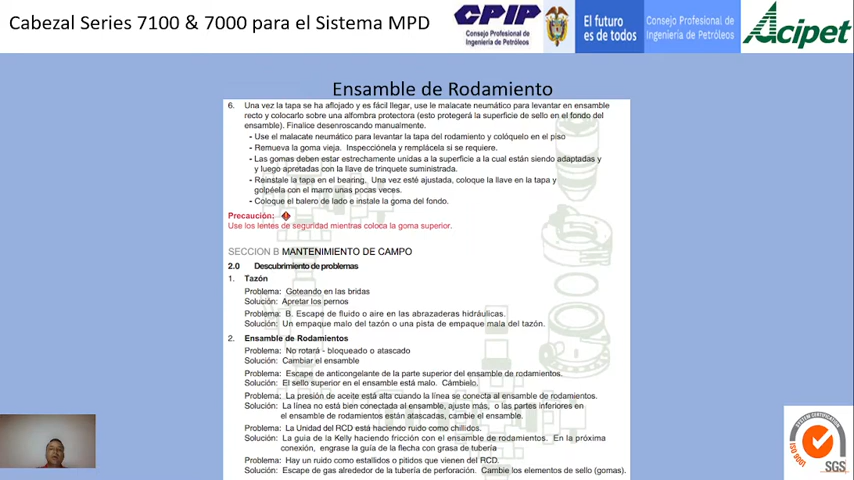 Cabezal Series 7100 & 7000 para el Sistema MPD
CPIP
Consejo Profesional de
Ingeniería de Petróleos
El futuro
es de todos
Consejo Profesional de
Ingeniería de Petróleos
Acipet
Ensamble de Rodamiento
6. Una vez la tapa se ha aflojado y es fácil llegar, use le malacate neumático para levantar en ensamble
recto y colocarlo sobre una alfombra protectora (esto protegerá la superficie de sello en el fondo del
ensamble). Finalice desenroscando manualmente.
- Use el malacate neumático para levantar la tapa del rodamiento y colóquelo en el piso
- Remueva la goma vieja. Inspecciónela y remplácela si se requiere.
- Las gomas deben estar estrechamente unidas a la superficie a la cual están siendo adaptadas y
y luego apretadas con la llave de trinquete suministrada.
- Reinstale la tapa en el bearing. Una vez esté ajustada, coloque la llave en la tapa y
golpéela con el marro unas pocas veces.
- Coloque el balero de lado e instale la goma del fondo.
Precaución:
Use los lentes de seguridad mientras coloca la goma superior.
SECCION B MANTENIMIENTO DE CAMPO
2.0 Descubrimiento de problemas
1. Tazón
Problema: Goteando en las bridas
Solución: Apretar los pernos
Problema: B. Escape de fluido o aire en las abrazaderas hidráulicas.
Solución: Un empaque malo del tazón o una pista de empaque mala del tazón.
2. Ensamble de Rodamientos
Problema: No rotará - bloqueado o atascado
Solución: Cambiar el ensamble
Problema: Escape de anticongelante de la parte superior del ensamble de rodamientos.
Solución: El sello superior en el ensamble está malo. Cámbielo.
Problema: La presión de aceite está alta cuando la línea se conecta al ensamble de rodamientos.
Solución: La línea no está bien conectada al ensamble, ajuste más, o las partes inferiores en
el ensamble de rodamientos están atascadas, cambie el ensamble.
Problema: La Unidad del RCD está haciendo ruido como chillidos.
Solución: La guía de la Kelly haciendo fricción con el ensamble de rodamientos. En la próxima
conexión, engrase la guía de la flecha con grasa de tubería
Problema: Hay un ruido como estallidos o pitidos que vienen del RCD.
Solución: Escape de gas alrededor de la tubería de perforación. Cambie los elementos de sello (gomas).
SYSTEM CERTIFICATION
ISO 9001
SGS